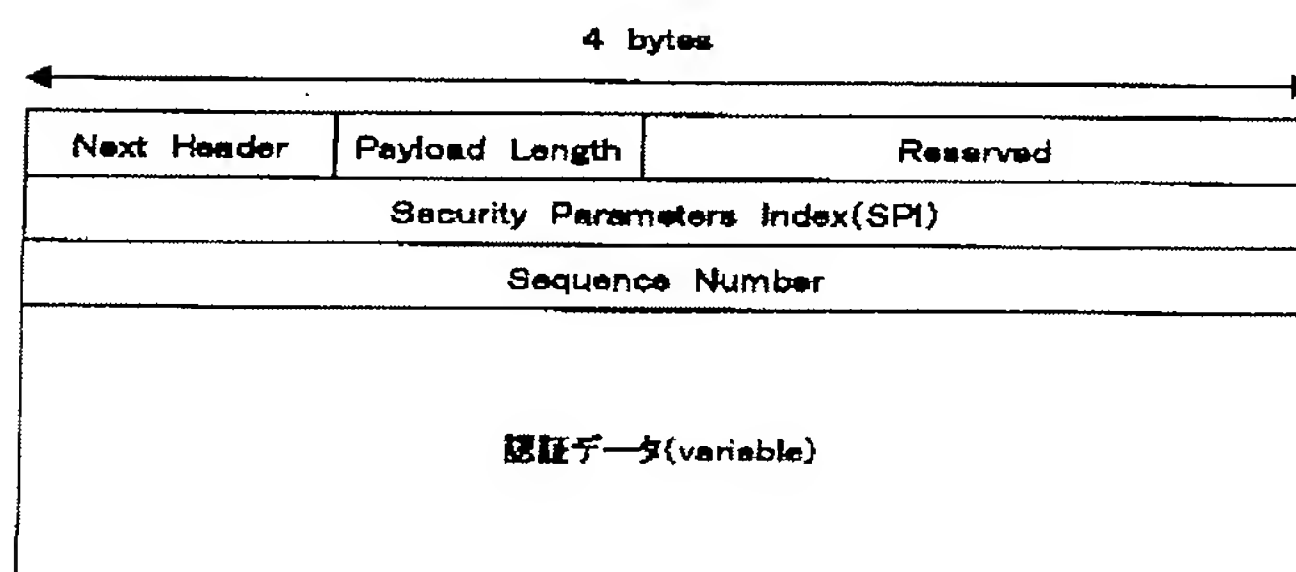 4 bytes
Next Header Payload Length Reserved
Security Parameters Index(SPI)
Sequence Number
認証データ(variable)